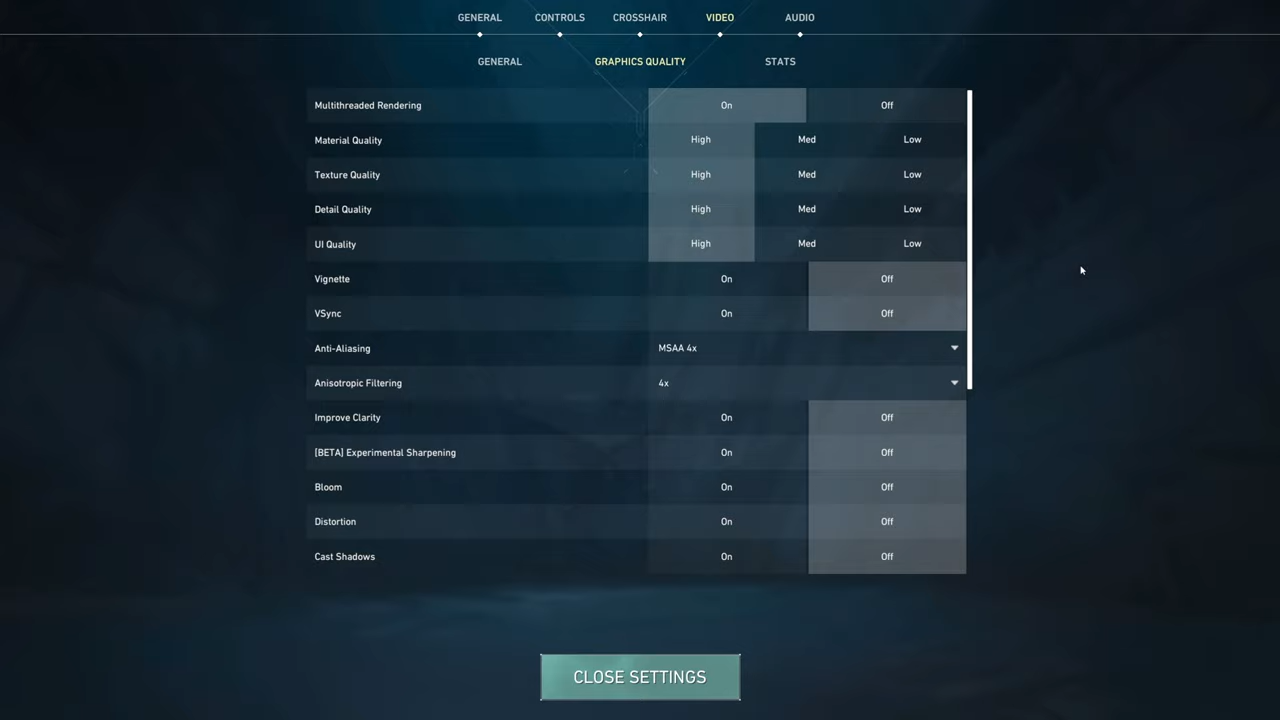 GENERAL CONTROLS CROSSHAIR VIDEO AUDIO
GENERAL GRAPHICS QUALITY STATS
Multithreaded Rendering On Off
Material Quality High Med Low
Texture Quality High Med Low
Detail Quality High Med Low
UI Quality High Med Low
Vignette On Off
VSync On Off
Anti-Aliasing MSAA 4x
Anisotropic Filtering 4x
Improve Clarity On Off
[BETA] Experimental Sharpening On Off
Bloom On Off
Distortion On Off
Cast Shadows On Off
CLOSE SETTINGS